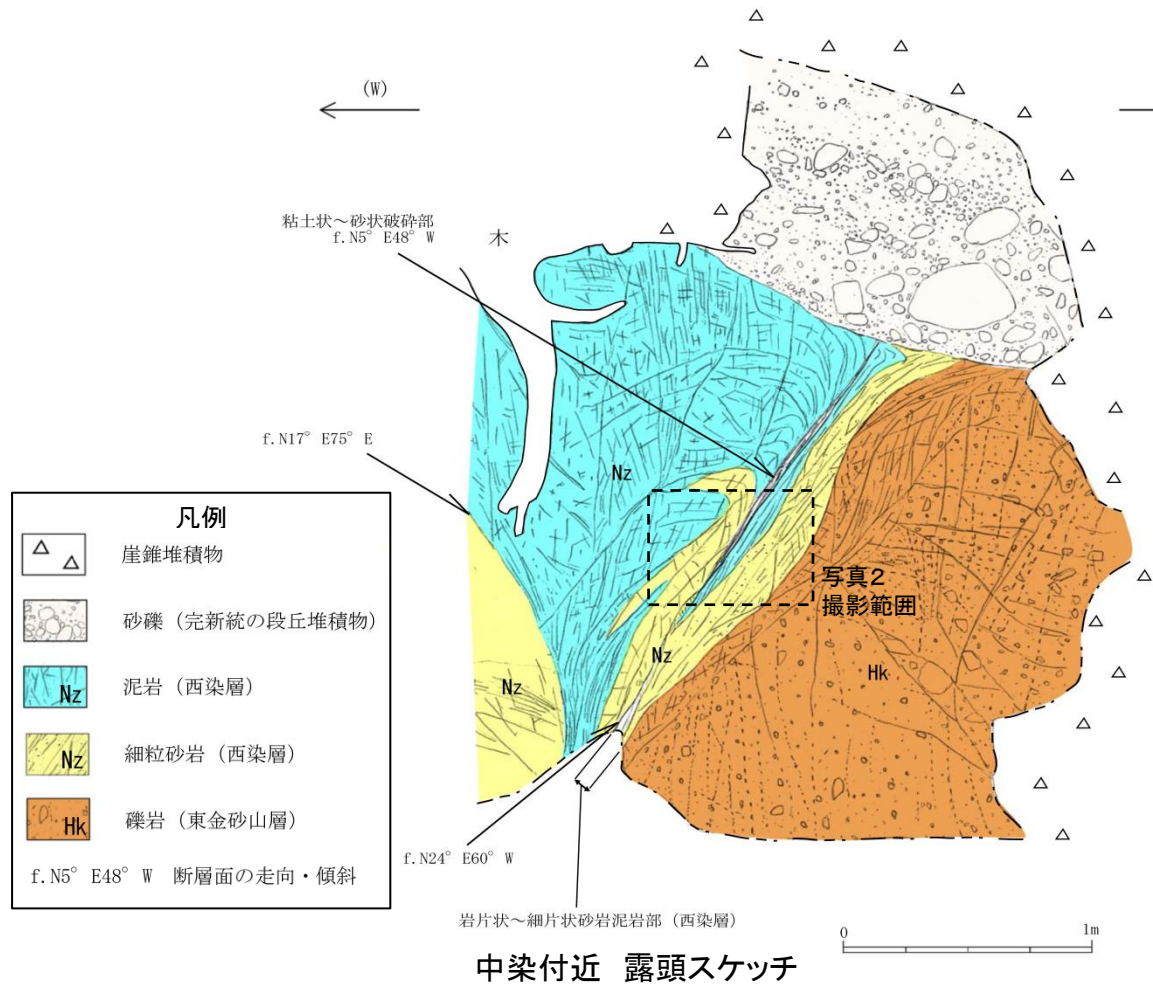 (W)
粘土状～砂状破砕部
f.N5°E48°W
木
f.N17°E75°E
Nz
写真2
撮影範囲
Nz
Nz
Hk
凡例
崖錐堆積物
砂礫（完新統の段丘堆積物）
Nz
泥岩（西染層）
Nz
細粒砂岩（西染層）
Hk
礫岩（東金砂山層）
f.N5°E48°W 断層面の走向・傾斜
f.N24°E60°W
岩片状～細片状砂岩泥岩部（西染層）
0
1m
中染付近 露頭スケッチ